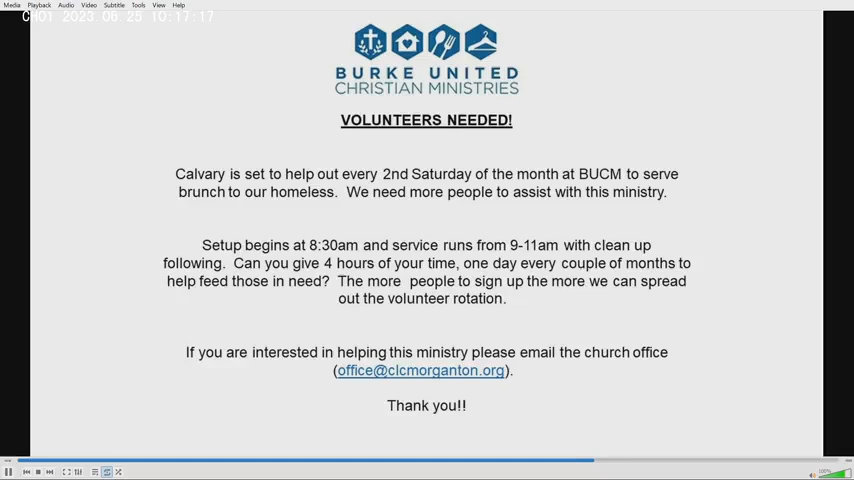 Media Playback Audio Video Subtitle Tools View Help
CH01 2023 06 25 10:17:17
BURKE UNITED
CHRISTIAN MINISTRIES
VOLUNTEERS NEEDED!
Calvary is set to help out every 2nd Saturday of the month at BUCM to serve
brunch to our homeless. We need more people to assist with this ministry.
Setup begins at 8:30am and service runs from 9-11am with clean up
following. Can you give 4 hours of your time, one day every couple of months to
help feed those in need? The more people to sign up the more we can spread
out the volunteer rotation.
If you are interested in helping this ministry please email the church office
(office@clcmorganton.org).
Thank you!!
100%